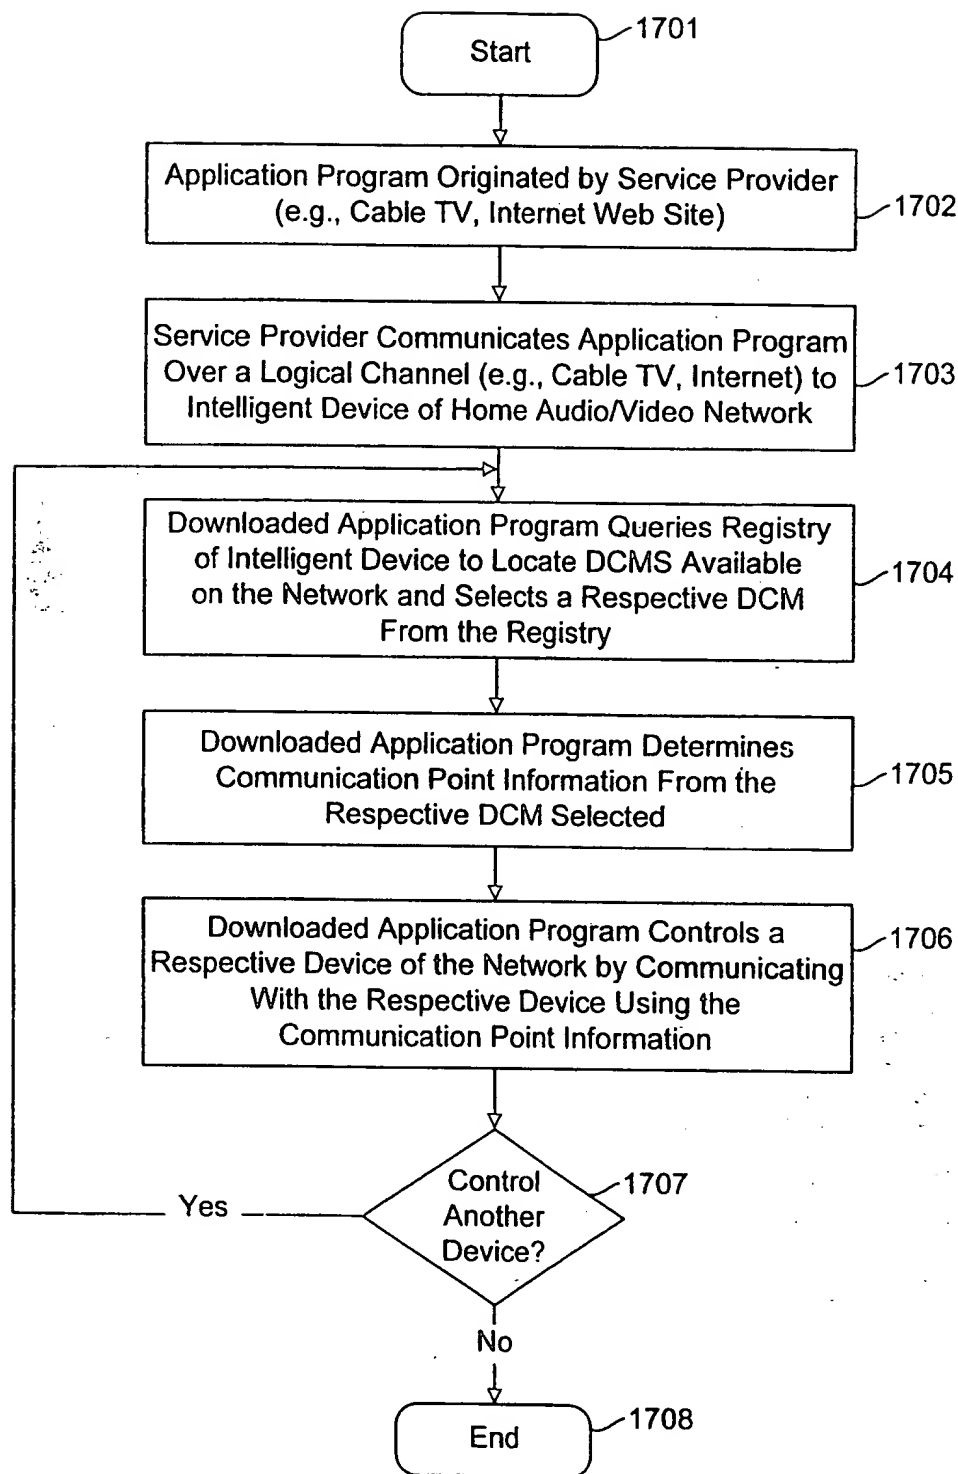 Start
1701
Application Program Originated by Service Provider
(e.g., Cable TV, Internet Web Site)
1702
Service Provider Communicates Application Program
Over a Logical Channel (e.g., Cable TV, Internet) to
Intelligent Device of Home Audio/Video Network
1703
Downloaded Application Program Queries Registry
of Intelligent Device to Locate DCMS Available
on the Network and Selects a Respective DCM
From the Registry
1704
Downloaded Application Program Determines
Communication Point Information From the
Respective DCM Selected
1705
Downloaded Application Program Controls a
Respective Device of the Network by Communicating
With the Respective Device Using the
Communication Point Information
1706
Control
Another
Device?
1707
Yes
No
End
1708